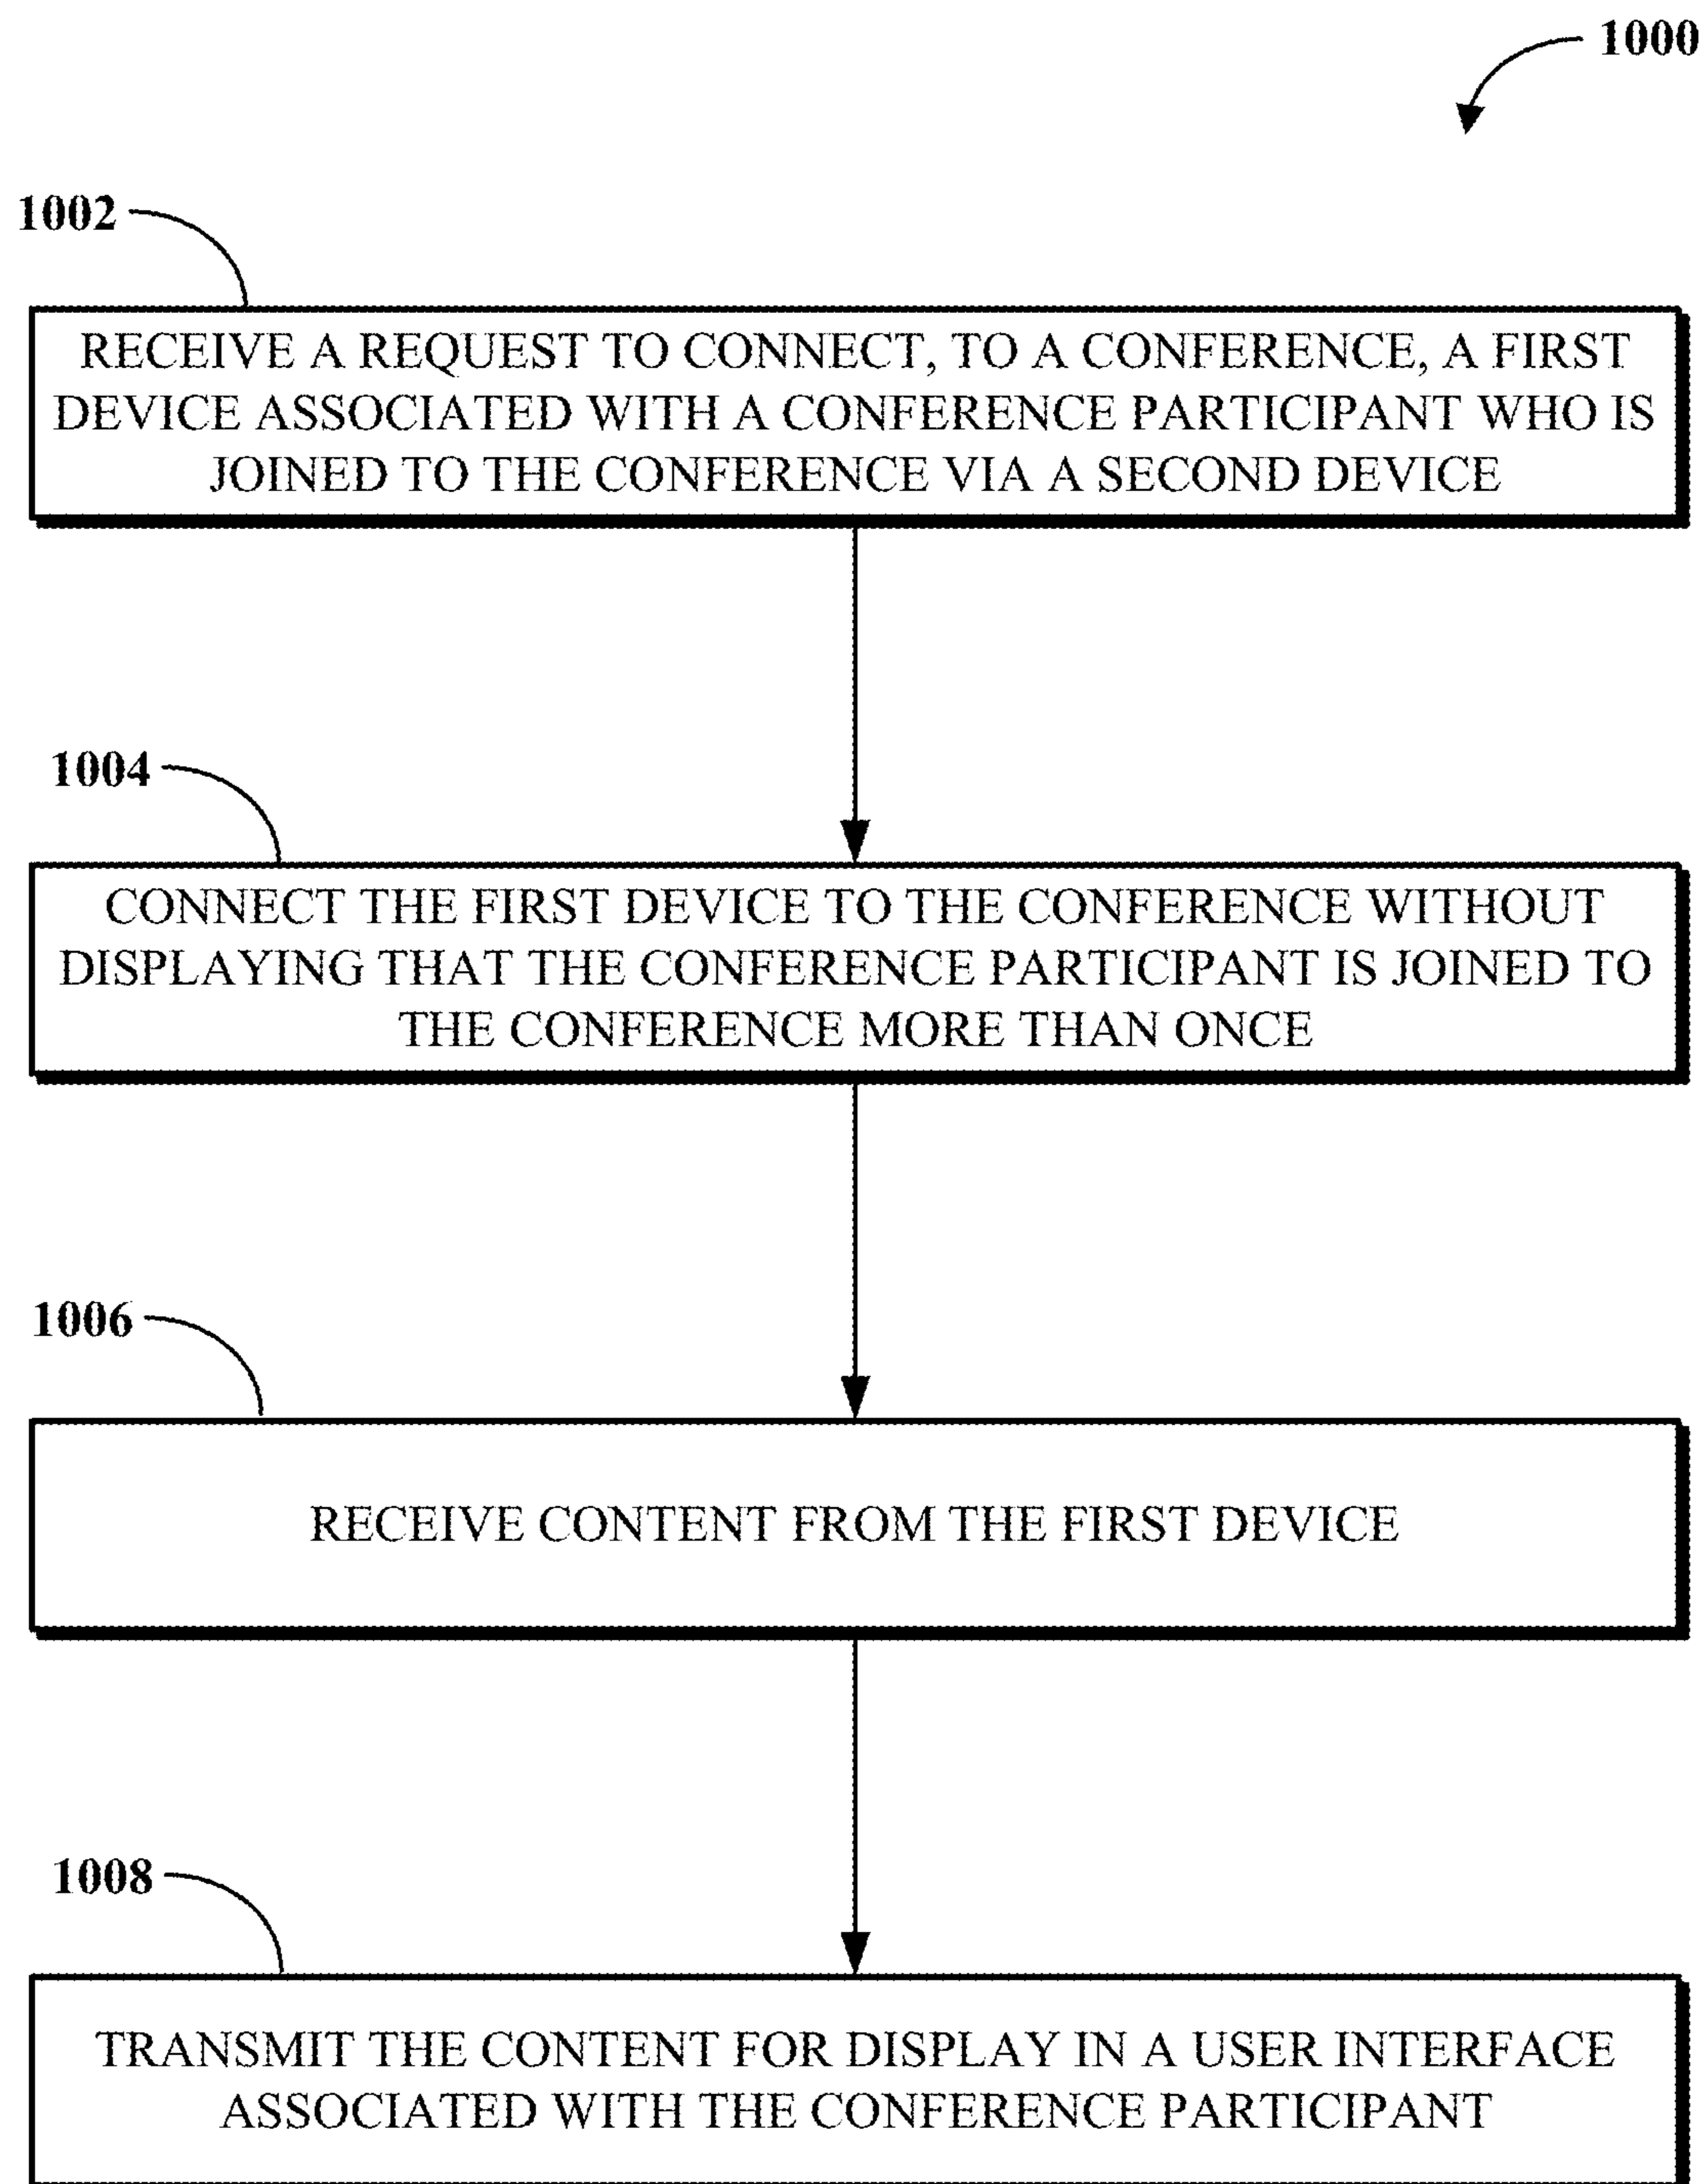 1000
1002
RECEIVE A REQUEST TO CONNECT, TO A CONFERENCE, A FIRST
DEVICE ASSOCIATED WITH A CONFERENCE PARTICIPANT WHO IS
JOINED TO THE CONFERENCE VIA A SECOND DEVICE
1004
CONNECT THE FIRST DEVICE TO THE CONFERENCE WITHOUT
DISPLAYING THAT THE CONFERENCE PARTICIPANT IS JOINED TO
THE CONFERENCE MORE THAN ONCE
1006
RECEIVE CONTENT FROM THE FIRST DEVICE
1008
TRANSMIT THE CONTENT FOR DISPLAY IN A USER INTERFACE
ASSOCIATED WITH THE CONFERENCE PARTICIPANT